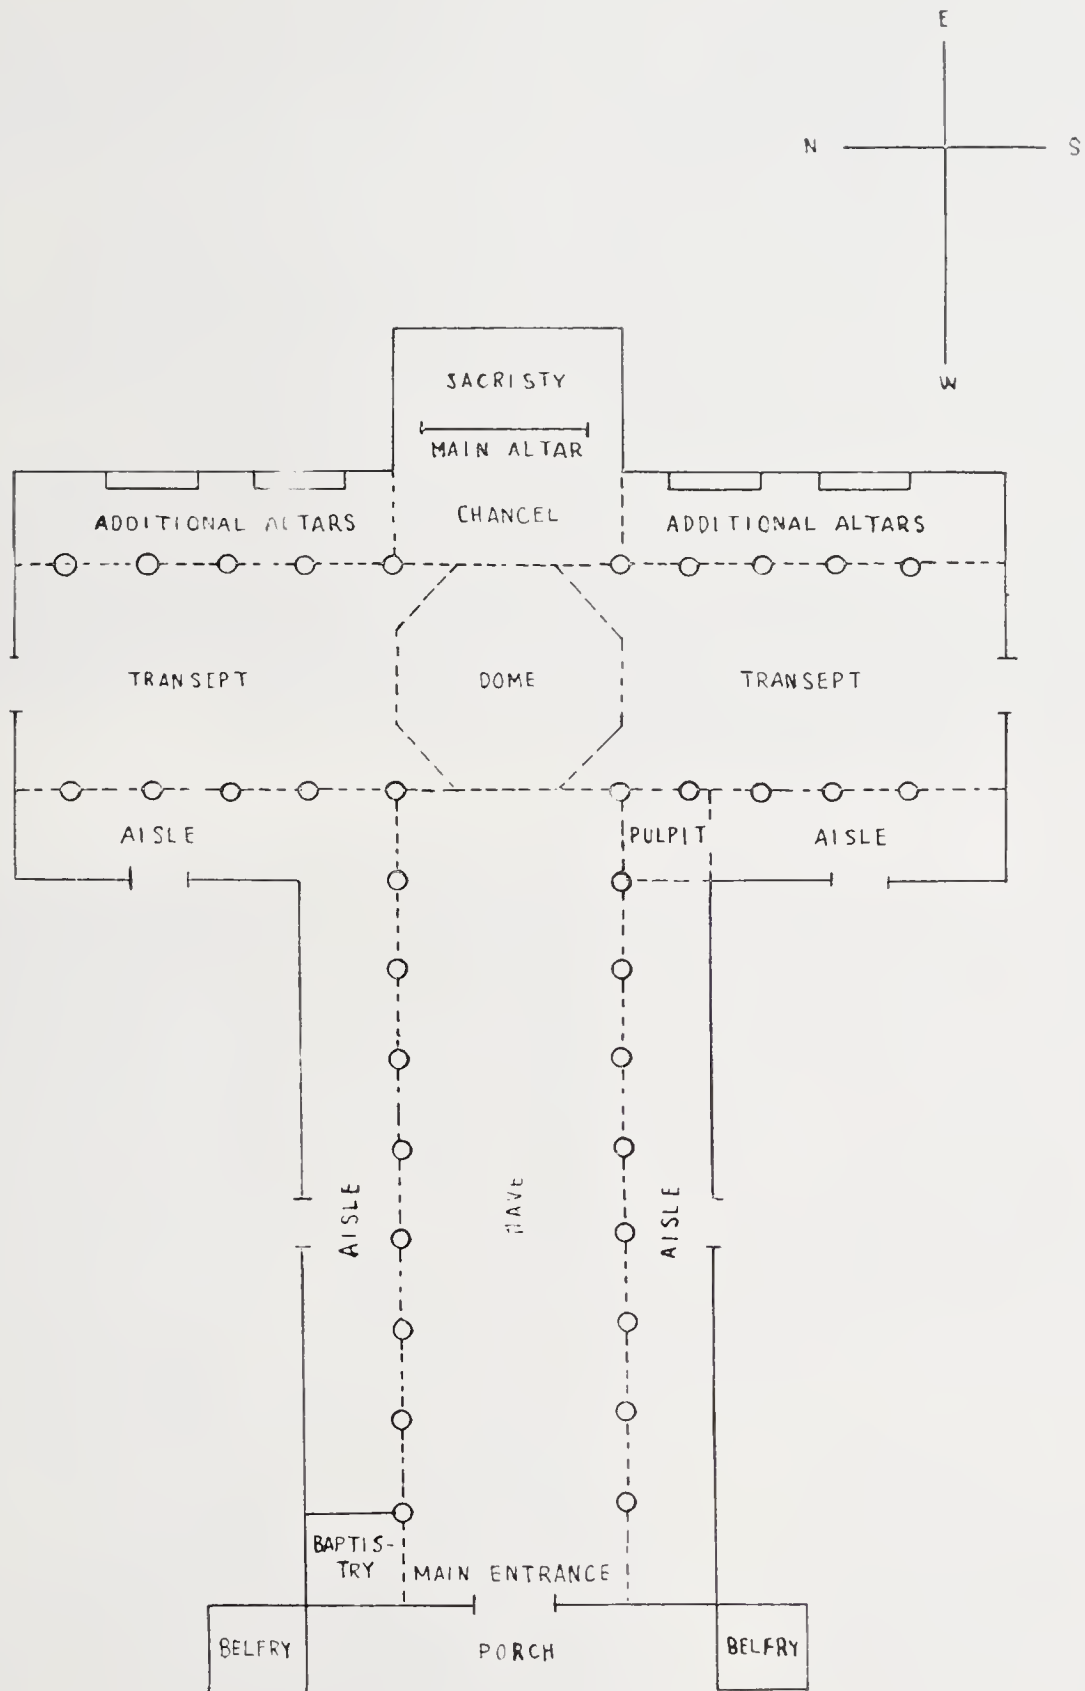 E
N S
W
SACRISTY
MAIN ALTAR
CHANCEL
ADDITIONAL ALTARS ADDITIONAL ALTARS
TRANSEPT DOME TRANSEPT
AISLE PULPIT AISLE
AISLE NAVE AISLE
BAPTIS-
TRY
MAIN ENTRANCE
BELFRY PORCH BELFRY